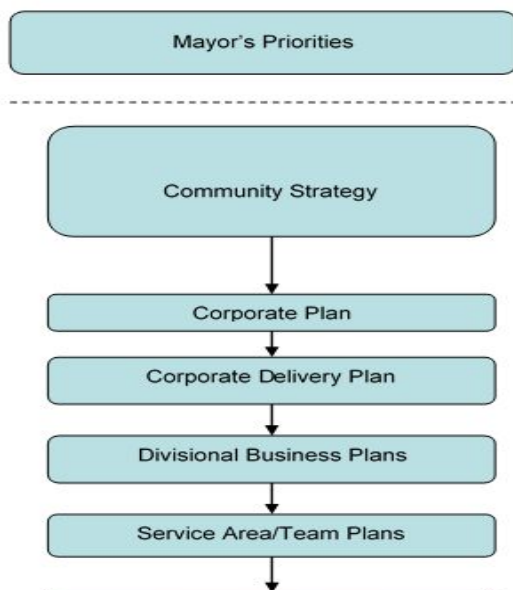 Mayor’s Priorities
Community Strategy
Corporate Plan
Corporate Delivery Plan
Divisional Business Plans
Service Area/Team Plans